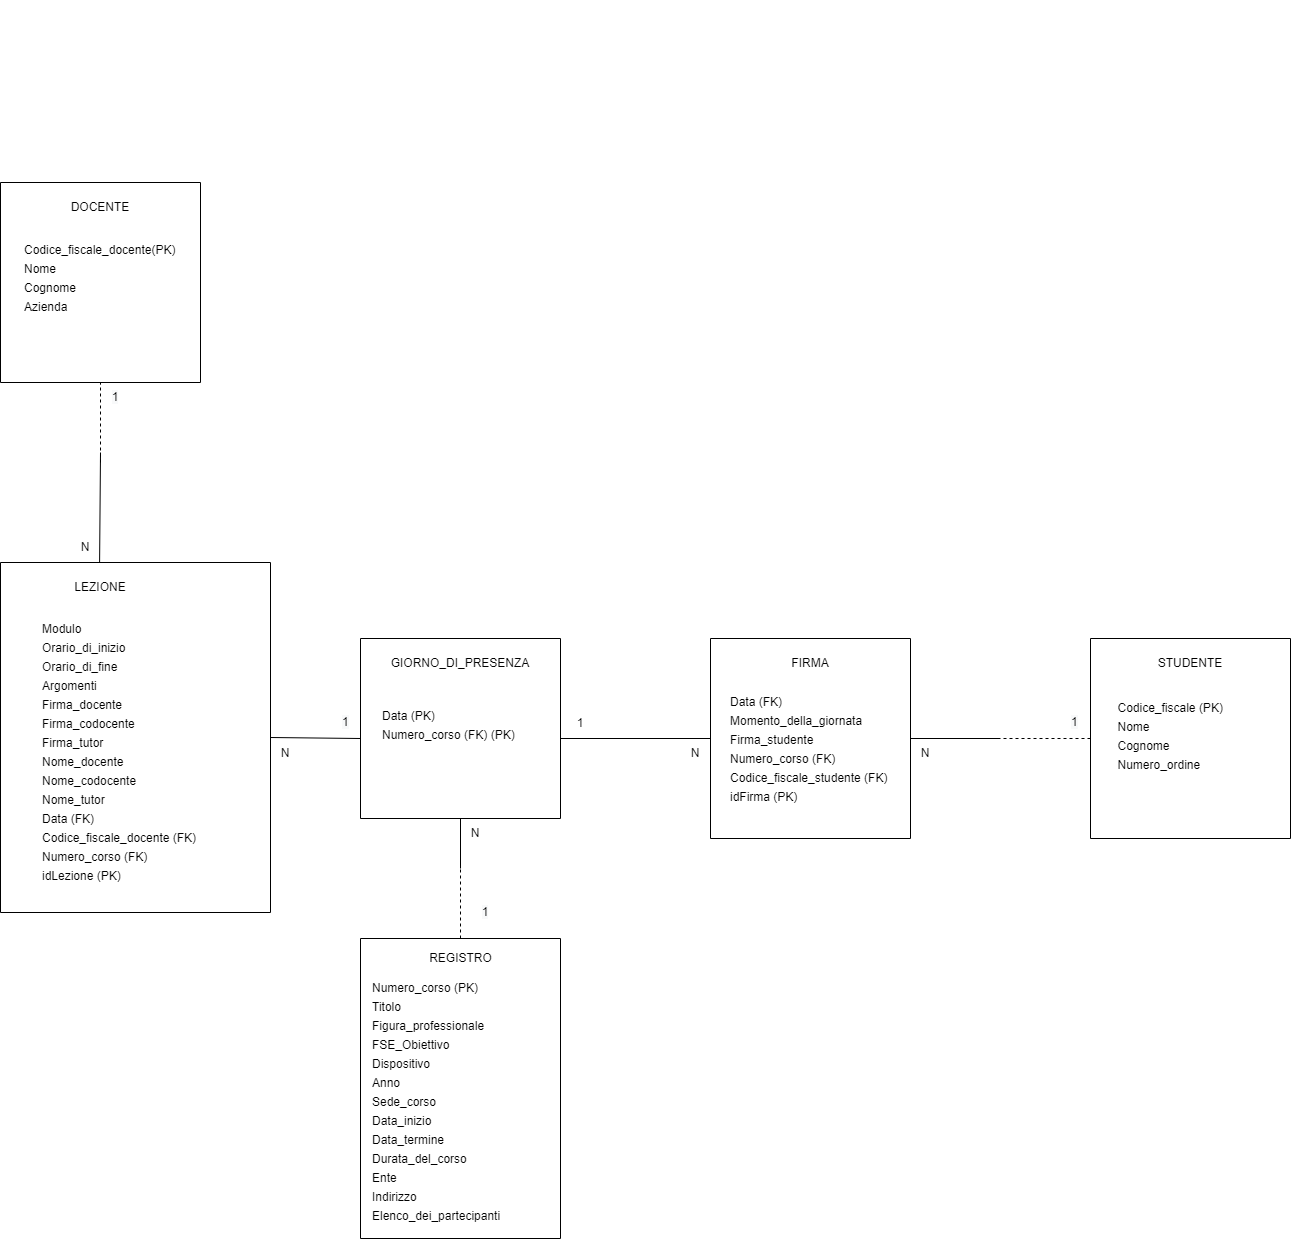 DOCENTE
Codice_fiscale_docente(PK)
Nome
Cognome
Azienda
1
N
LEZIONE
Modulo
Orario_di_inizio
Orario_di_fine
Argomenti
Firma_docente
Firma_codocente
Firma_tutor
Nome_docente
Nome_codocente
Nome_tutor
Data (FK)
Codice_fiscale_docente (FK)
Numero_corso (FK)
idLezione (PK)
1
N
GIORNO_DI_PRESENZA
Data (PK)
Numero_corso (FK) (PK)
1
N
FIRMA
Data (FK)
Momento_della_giornata
Firma_studente
Numero_corso (FK)
Codice_fiscale_studente (FK)
idFirma (PK)
1
N
STUDENTE
Codice_fiscale (PK)
Nome
Cognome
Numero_ordine
N
1
REGISTRO
Numero_corso (PK)
Titolo
Figura_professionale
FSE_Obiettivo
Dispositivo
Anno
Sede_corso
Data_inizio
Data_termine
Durata_del_corso
Ente
Indirizzo
Elenco_dei_partecipanti